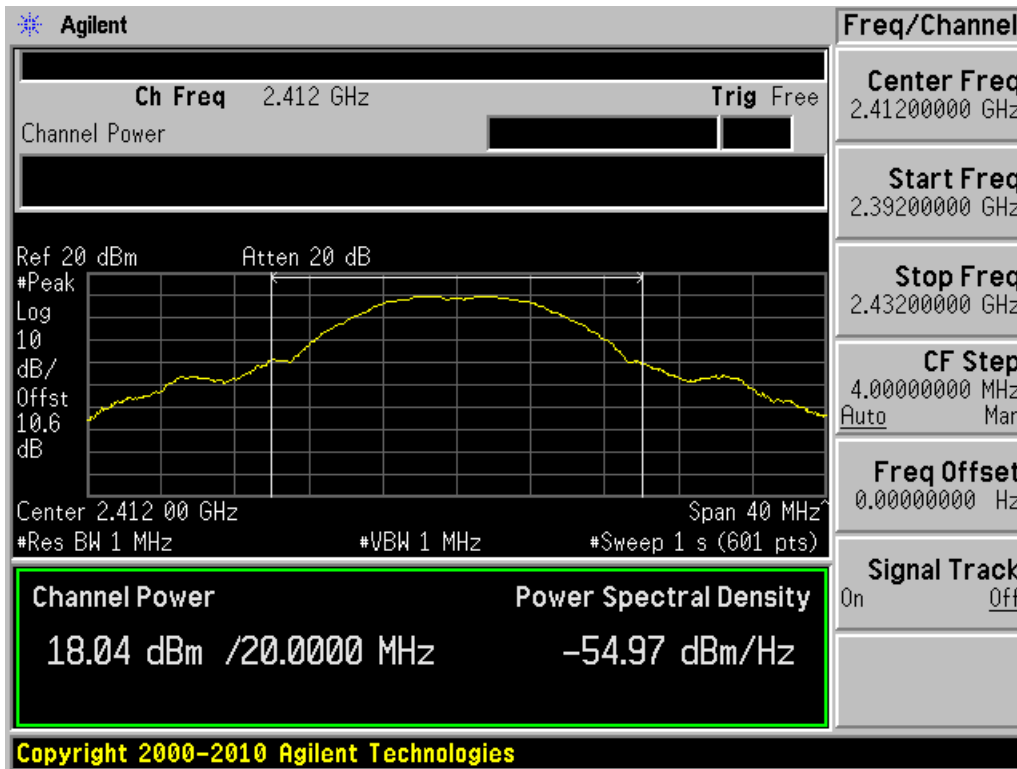 Agilent
Freq/Channel
Ch Freq 2.412 GHz
Trig Free
Channel Power
Center Freq
2.41200000 GHz
Start Freq
2.39200000 GHz
Stop Freq
2.43200000 GHz
CF Step
4.00000000 MHz
Auto Man
Freq Offset
0.00000000 Hz
Signal Track
On Off
Ref 20 dBm
Atten 20 dB
#Peak
Log
10
dB/
Offst
10.6
dB
Center 2.412 00 GHz
Span 40 MHz^
#Res BW 1 MHz
#VBW 1 MHz
#Sweep 1 s (601 pts)
Channel Power
Power Spectral Density
18.04 dBm /20.0000 MHz
-54.97 dBm/Hz
Copyright 2000-2010 Agilent Technologies